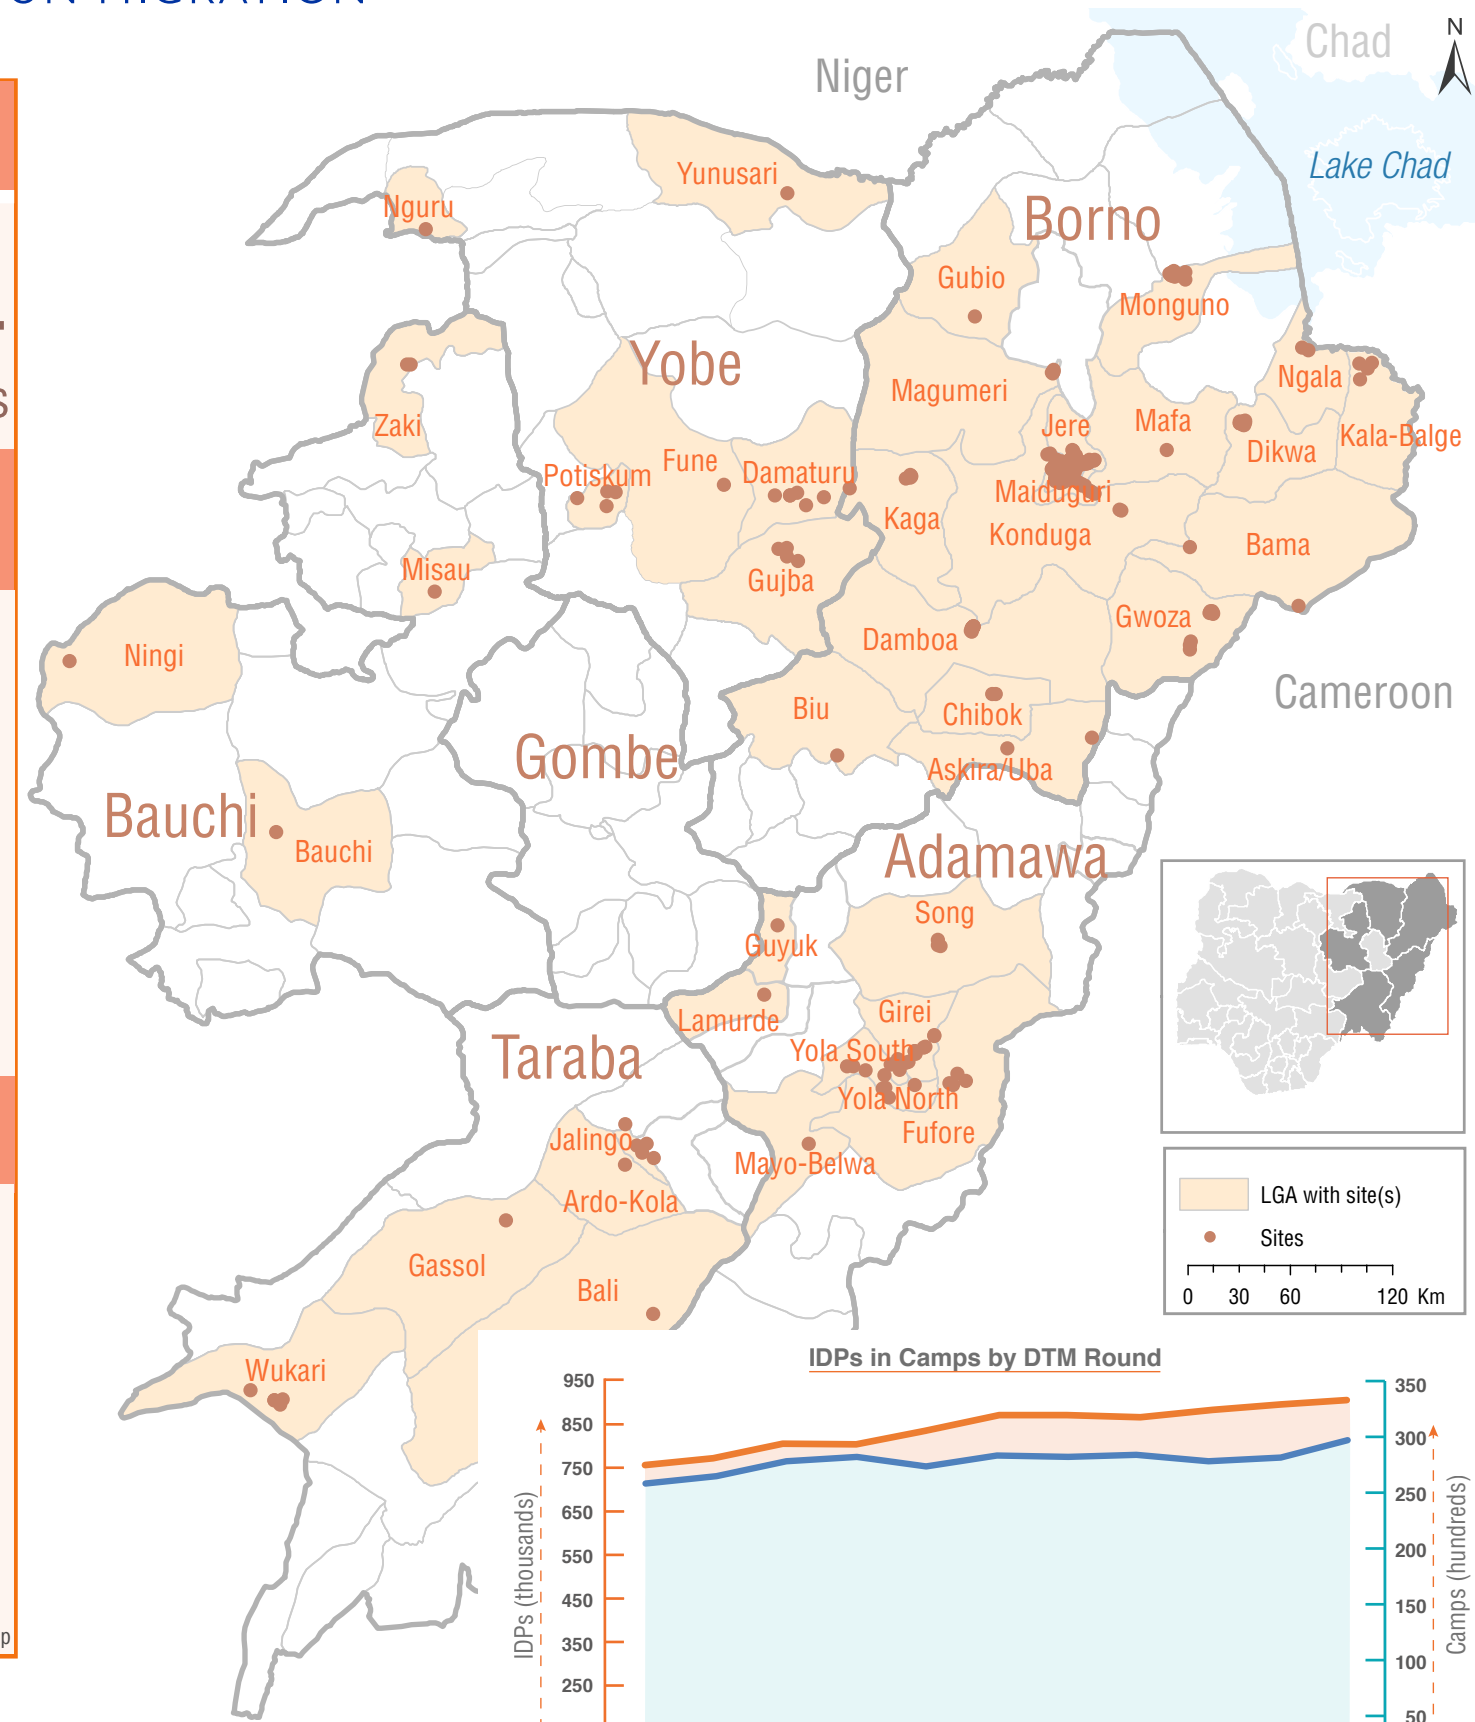 Chad
N
Niger
Lake Chad
Yunusari
Nguru
Borno
Gubio
Monguno
Yobe
Magumeri
Ngala
Zaki
Jere
Mafa
Dikwa
Kala-Balge
Fune
Damaturu
Potiskum
Maiduguri
Kaga
Konduga
Bama
Misau
Gujba
Gwoza
Damboa
Ningi
Cameroon
Biu
Chibok
Gombe
Askira/Uba
Bauchi
Bauchi
Adamawa
Song
Guyuk
Lamurde
Girei
Taraba
Yola South
Yola North
Fufore
Jalingo
Mayo-Belwa
Ardo-Kola
Gassol
Bali
Wukari
LGA with site(s)
Sites
0 30 60 120 Km
IDPs in Camps by DTM Round
IDPs (thousands)
950
850
750
650
550
450
350
250
350
300
250
200
150
100
50
Camps (hundreds)